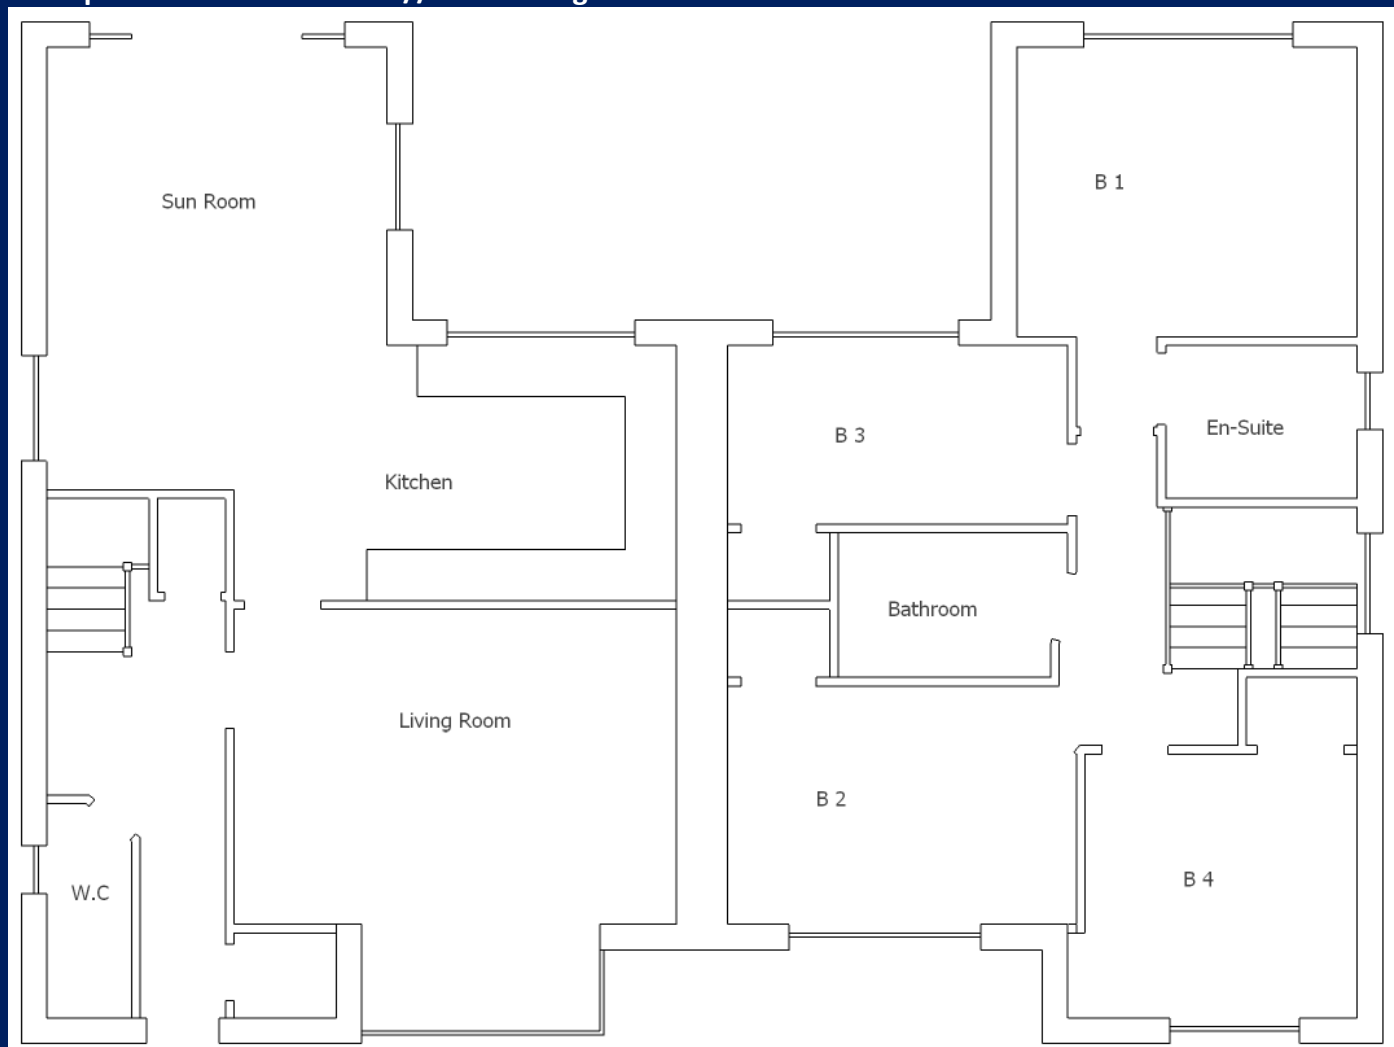 B 1
Sun Room
En-Suite
B 3
Kitchen
Bathroom
Living Room
B 2
B 4
W.C